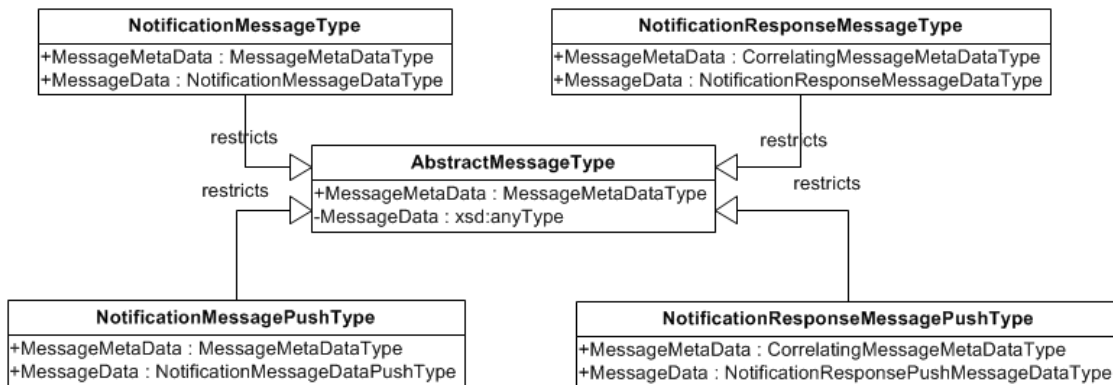 NotificationMessageType
+MessageMetaData : MessageMetaDataType
+MessageData : NotificationMessageDataType
NotificationResponseMessageType
+MessageMetaData : CorrelatingMessageMetaDataType
+MessageData : NotificationResponseMessageDataType
restricts
restricts
AbstractMessageType
+MessageMetaData : MessageMetaDataType
-MessageData : xsd:anyType
restricts
restricts
NotificationMessagePushType
+MessageMetaData : MessageMetaDataType
+MessageData : NotificationMessageDataPushType
NotificationResponseMessagePushType
+MessageMetaData : CorrelatingMessageMetaDataType
+MessageData : NotificationResponsePushMessageDataType